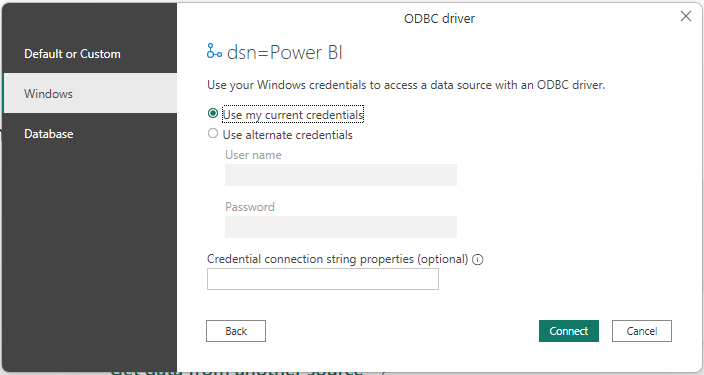 ODBC driver
Default or Custom
Windows
Database
dsn=Power BI
Use your Windows credentials to access a data source with an ODBC driver.
Use my current credentials
Use alternate credentials
User name
Password
Credential connection string properties (optional)
Back
Connect
Cancel
Get data from another source